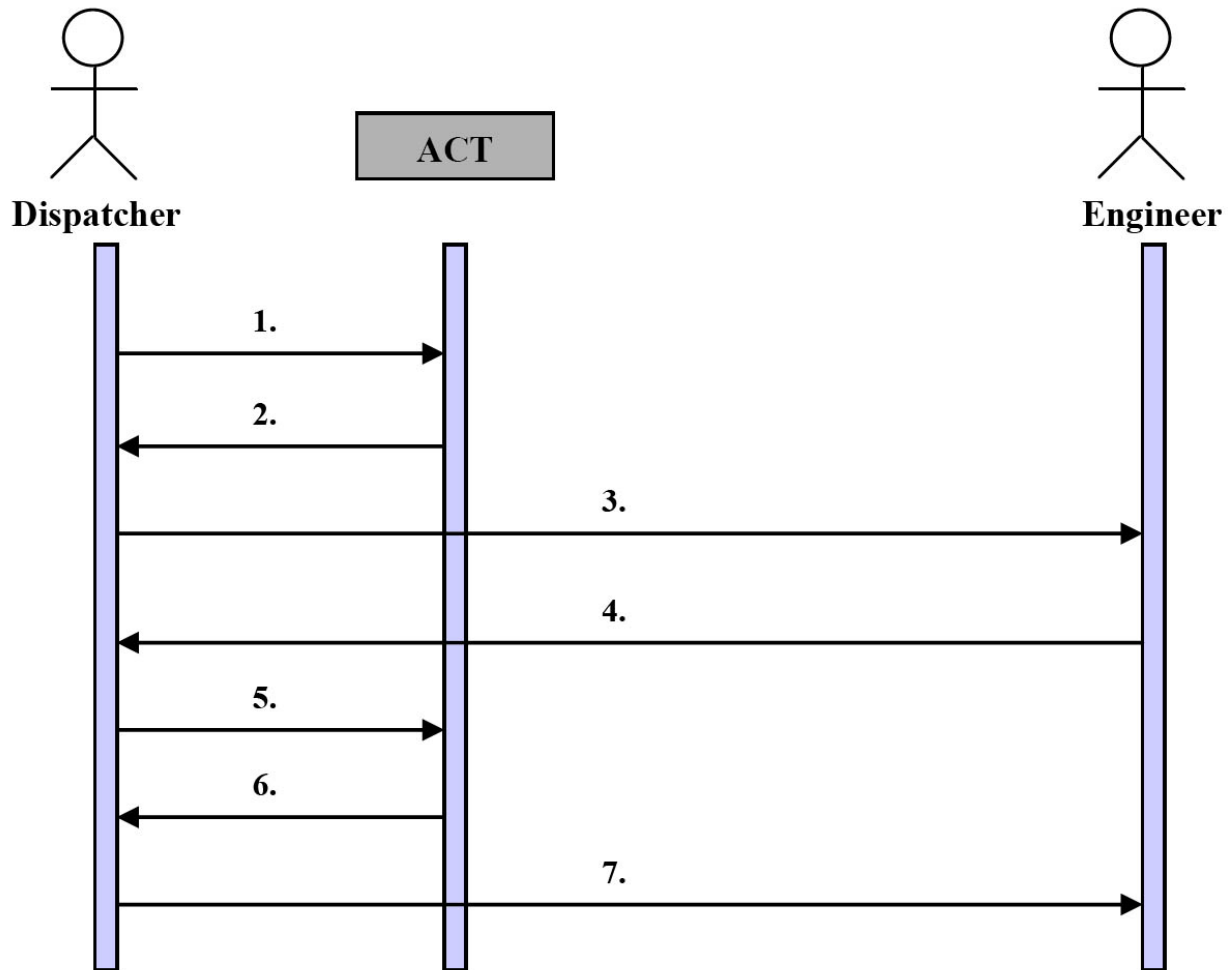 ACT
Dispatcher
Engineer
1.
2.
3.
4.
5.
6.
7.